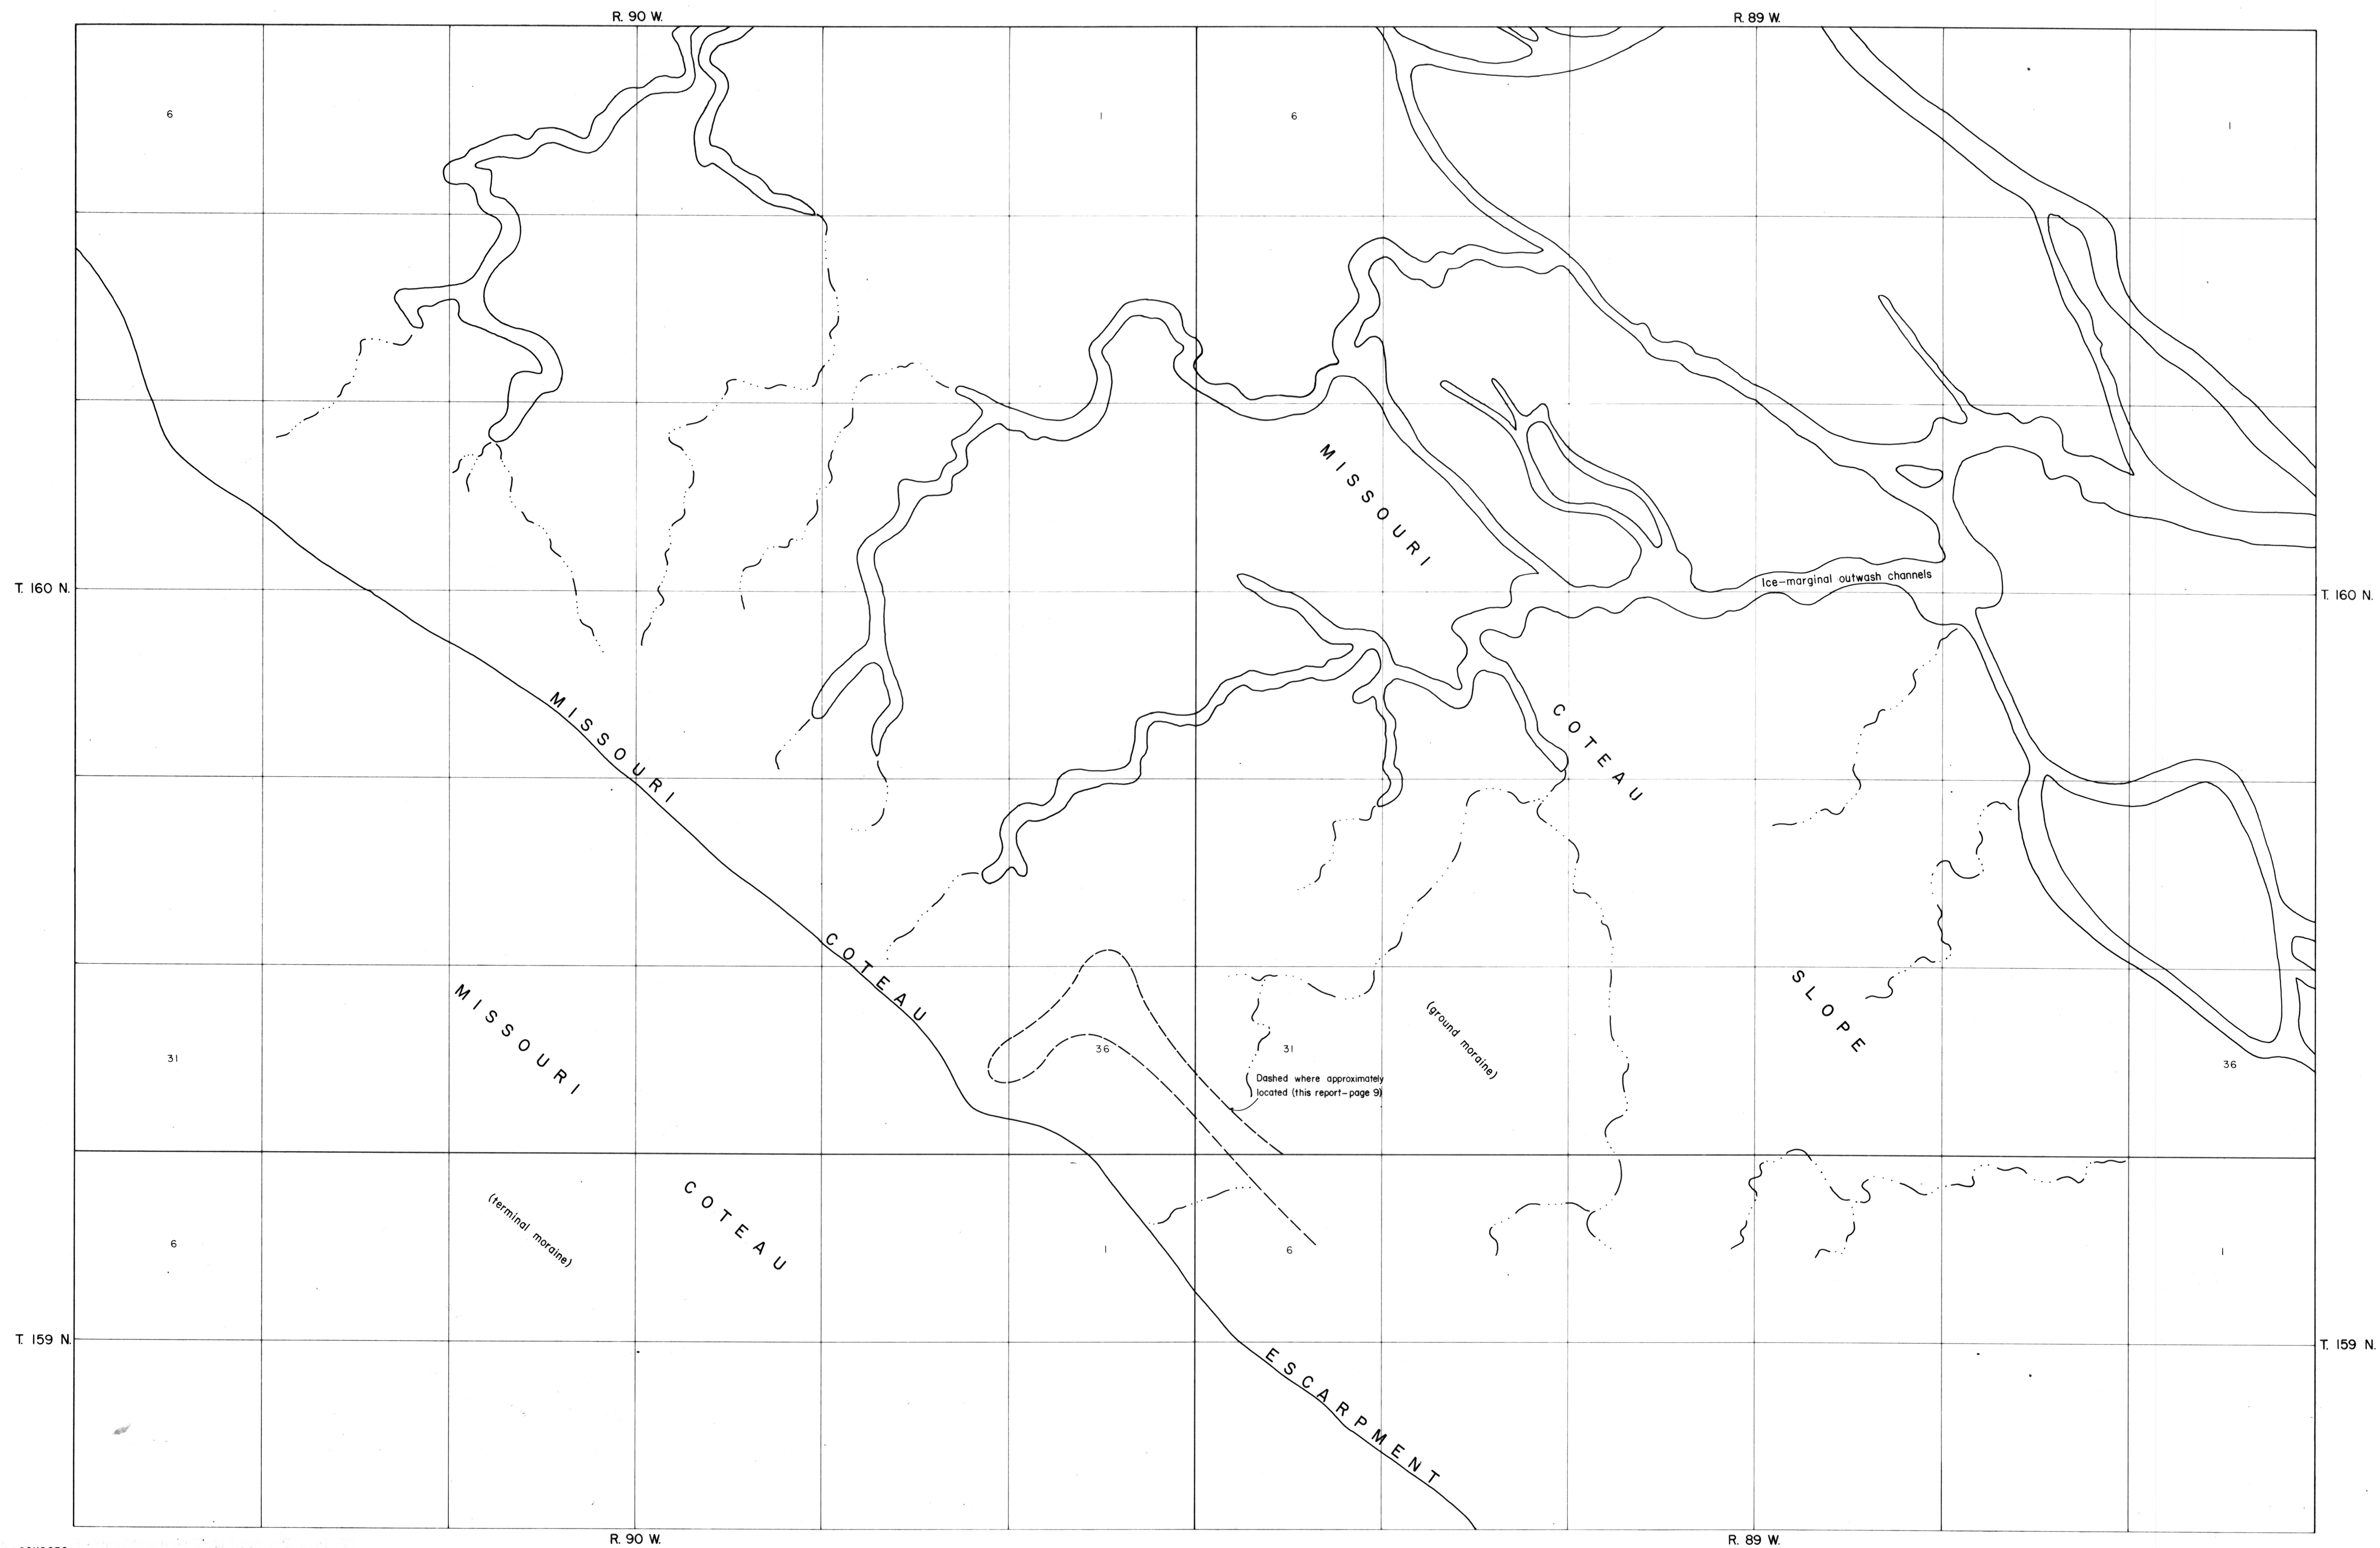 R. 90 W.
R. 89 W.
6
1
6
1
MISSOURI
Ice-marginal outwash channels
T. 160 N.
T. 160 N.
MISSOURI
COTEAU
COTEAU
MISSOURI
SLOPE
(ground moraine)
31
36
31
36
Dashed where approximately
located (this report-page 9)
COTEAU
(terminal moraine)
6
1
6
1
T. 159 N.
T. 159 N.
ESCARPMENT
R. 90 W.
R. 89 W.